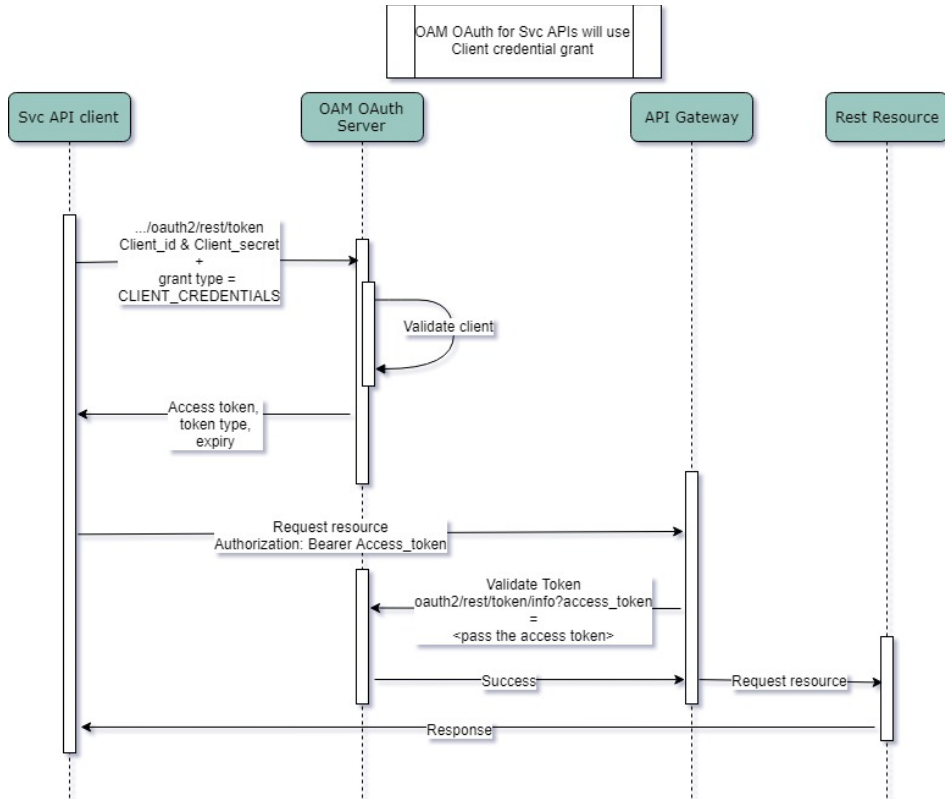 OAM OAuth for Svc APIs will use
Client credential grant
Svc API client
OAM OAuth
Server
API Gateway
Rest Resource
.../oauth2/rest/token
Client_id & Client_secret
+
grant type =
CLIENT_CREDENTIALS
Validate client
Access token,
token type,
expiry
Request resource
Authorization: Bearer Access_token
Validate Token
oauth2/rest/token/info?access_token
=
<pass the access token>
Success
Request resource
Response